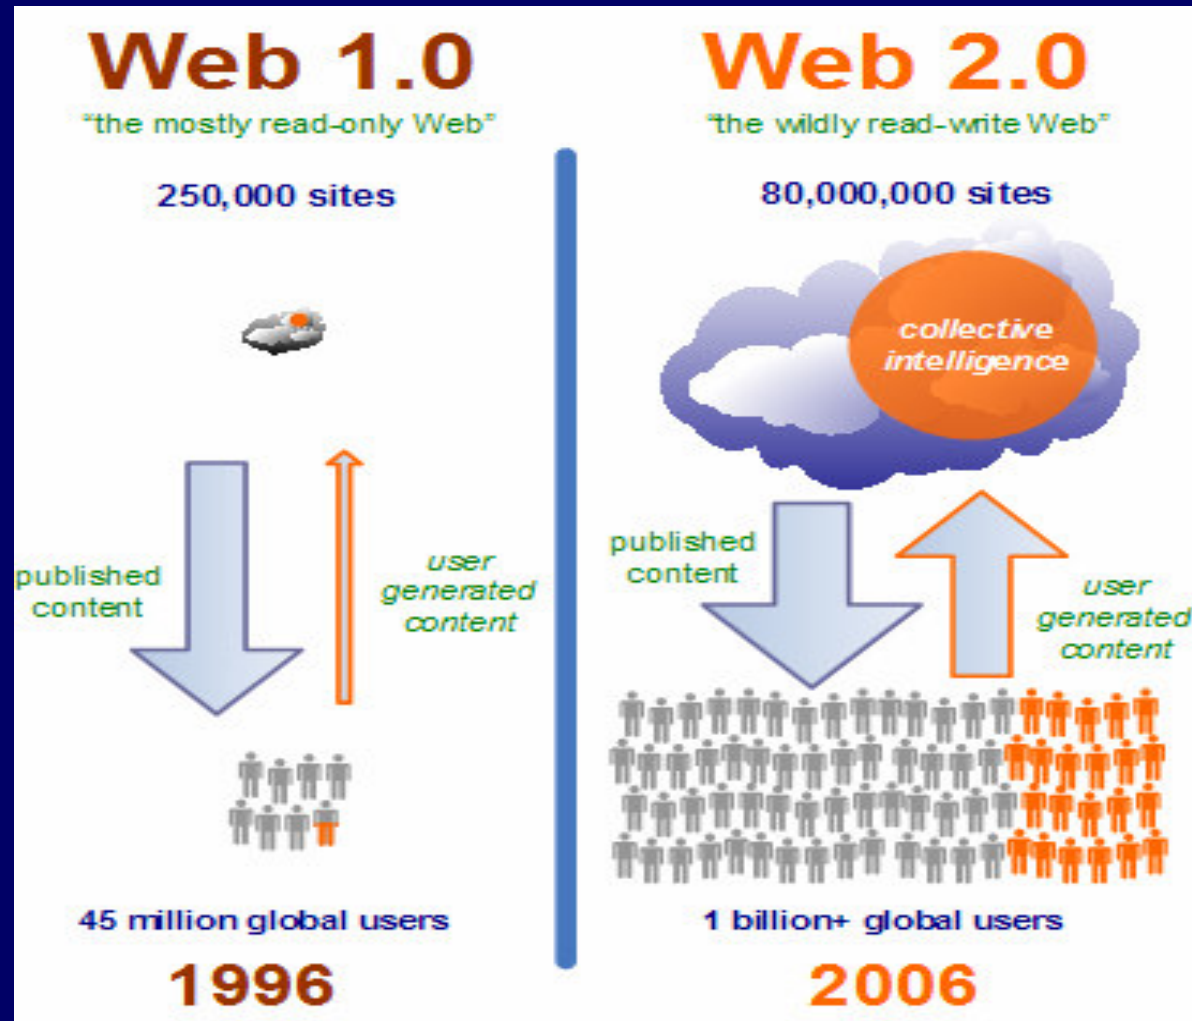 Web 1.0
“the mostly read-only Web”
250,000 sites
published
content
user
generated
content
45 million global users
1996
Web 2.0
“the wildly read-write Web”
80,000,000 sites
collective
intelligence
published
content
user
generated
content
1 billion+ global users
2006